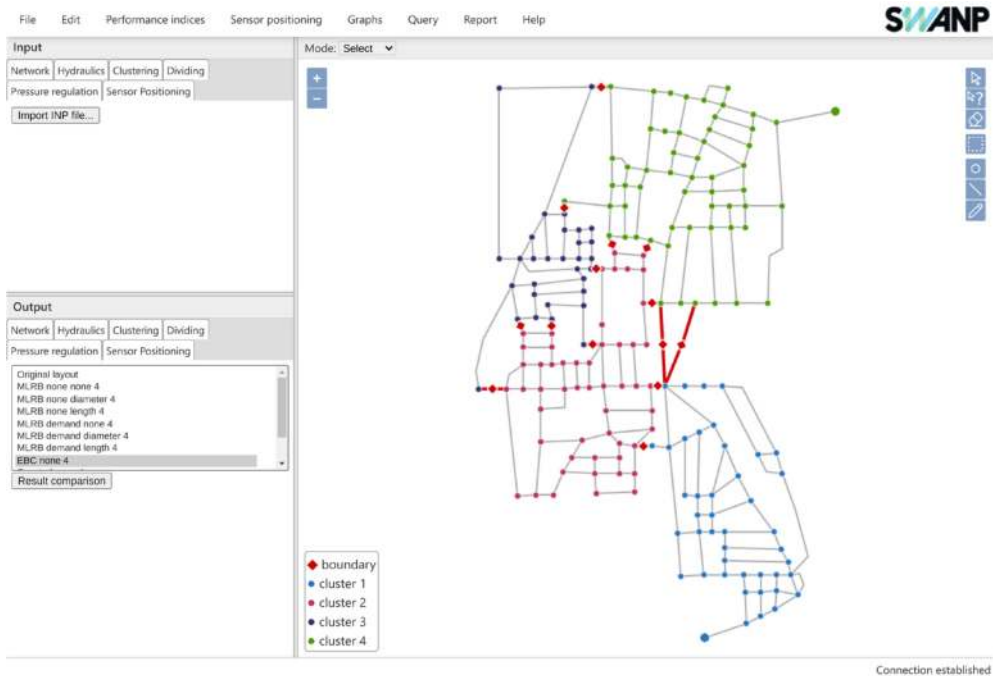 File Edit Performance indices Sensor positioning Graphs Query Report Help
SWANP
Input
Network Hydraulics Clustering Dividing
Pressure regulation Sensor Positioning
Import INP file...
Mode: Select
+
−
Output
Network Hydraulics Clustering Dividing
Pressure regulation Sensor Positioning
Original layout
MLRB none none 4
MLRB none diameter 4
MLRB none length 4
MLRB demand none 4
MLRB demand diameter 4
MLRB demand length 4
EBC none 4
Result comparison
boundary
cluster 1
cluster 2
cluster 3
cluster 4
Connection established